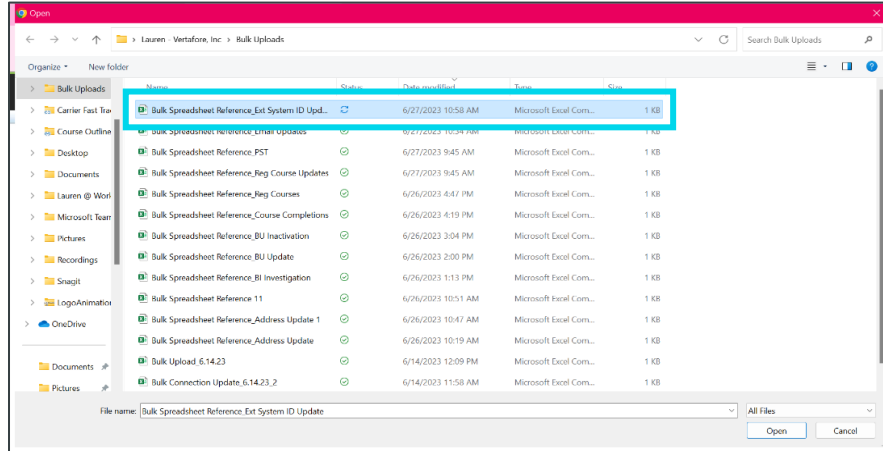 Open
Lauren - Vertafore, Inc > Bulk Uploads
Search Bulk Uploads
Organize New folder
Name Status Date modified Type Size
Bulk Uploads
Carrier Fast Tra
Course Outline
Desktop
Documents
Lauren @ Work
Microsoft Team
Pictures
Recordings
Snagit
LogoAnimation
OneDrive
Documents
Pictures
Bulk Spreadsheet Reference_Ext System ID Upd... 6/27/2023 10:58 AM Microsoft Excel Com... 1 KB
Bulk Spreadsheet Reference_Email Updates 6/27/2023 10:34 AM Microsoft Excel Com... 1 KB
Bulk Spreadsheet Reference_PST 6/27/2023 9:45 AM Microsoft Excel Com... 1 KB
Bulk Spreadsheet Reference_Reg Course Updates 6/27/2023 9:45 AM Microsoft Excel Com... 1 KB
Bulk Spreadsheet Reference_Reg Courses 6/26/2023 4:47 PM Microsoft Excel Com... 1 KB
Bulk Spreadsheet Reference_Course Completions 6/26/2023 4:19 PM Microsoft Excel Com... 1 KB
Bulk Spreadsheet Reference_BU Inactivation 6/26/2023 3:04 PM Microsoft Excel Com... 1 KB
Bulk Spreadsheet Reference_BU Update 6/26/2023 2:00 PM Microsoft Excel Com... 1 KB
Bulk Spreadsheet Reference_BI Investigation 6/26/2023 1:13 PM Microsoft Excel Com... 1 KB
Bulk Spreadsheet Reference 11 6/26/2023 10:51 AM Microsoft Excel Com... 1 KB
Bulk Spreadsheet Reference_Address Update 1 6/26/2023 10:47 AM Microsoft Excel Com... 1 KB
Bulk Spreadsheet Reference_Address Update 6/26/2023 10:19 AM Microsoft Excel Com... 1 KB
Bulk Upload_6.14.23 6/14/2023 12:09 PM Microsoft Excel Com... 1 KB
Bulk Connection Update_6.14.23_2 6/14/2023 11:58 AM Microsoft Excel Com... 1 KB
File name: Bulk Spreadsheet Reference_Ext System ID Update All Files
Open Cancel